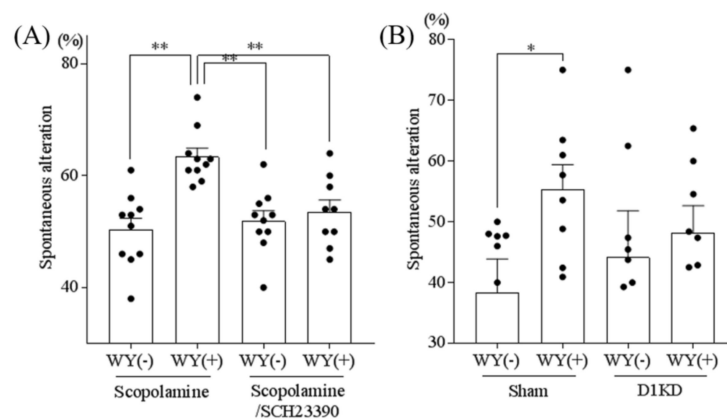 (A)
(%)
80
60
40
Spontaneous alteration
**
**
**
WY(-) WY(+) WY(-) WY(+)
Scopolamine
Scopolamine
/SCH23390
(B)
(%)
80
70
60
50
40
30
Spontaneous alteration
*
WY(-) WY(+) WY(-) WY(+)
Sham
D1KD